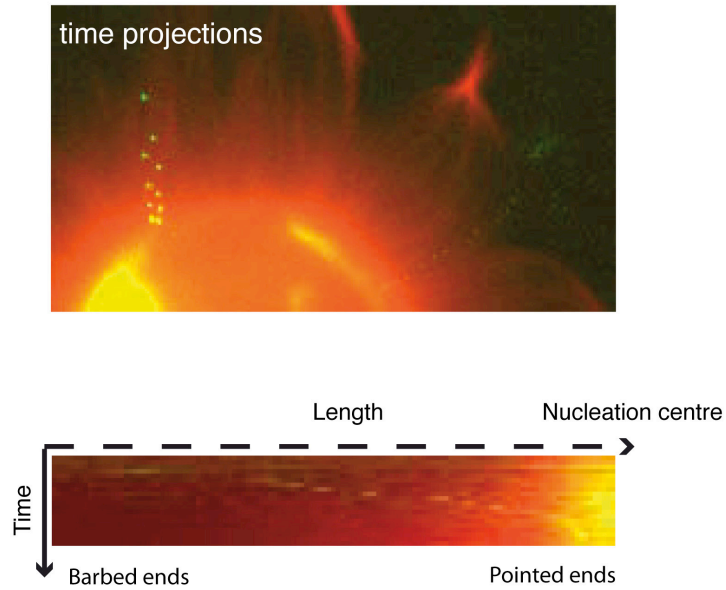 time projections
Length
Nucleation centre
Time
Barbed ends
Pointed ends